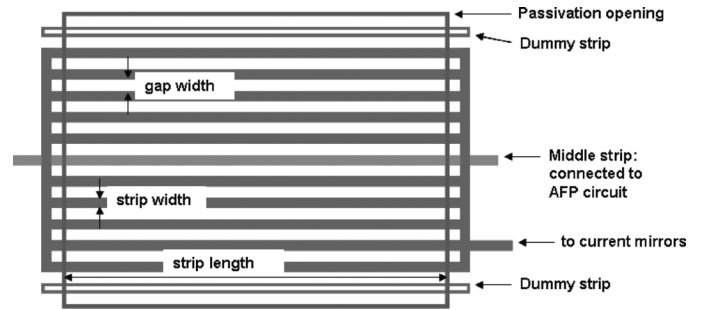 Passivation opening
Dummy strip
gap width
Middle strip:
connected to
AFP circuit
strip width
to current mirrors
strip length
Dummy strip